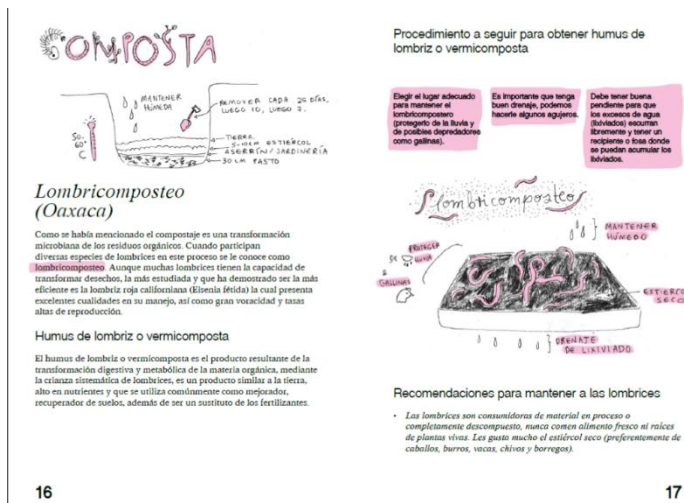 COMPOSTA
MANTENER
HÚMEDA
REMOVER CADA 20 DÍAS,
LUEGO 10, LUEGO 7.
50-
60°
C
TIERRA
5-10CM ESTIÉRCOL
ASERRÍN/JARDINERÍA
30 CM PASTO
Lombricomposteo
(Oaxaca)
Como se había mencionado el compostaje es una transformación
microbiana de los residuos orgánicos. Cuando participan
diversas especies de lombrices en este proceso se le conoce como
lombricomposteo. Aunque muchas lombrices tienen la capacidad de
transformar desechos, la más estudiada y que ha demostrado ser la más
eficiente es la lombriz roja californiana (Eisenia fétida) la cual presenta
excelentes cualidades en su manejo, así como gran voracidad y tasas
altas de reproducción.
Humus de lombriz o vermicomposta
El humus de lombriz o vermicomposta es el producto resultante de la
transformación digestiva y metabólica de la materia orgánica, mediante
la crianza sistemática de lombrices, es un producto similar a la tierra,
alto en nutrientes y que se utiliza comúnmente como mejorador,
recuperador de suelos, además de ser un sustituto de los fertilizantes.
16
Procedimiento a seguir para obtener humus de
lombriz o vermicomposta
Elegir el lugar adecuado
para mantener el
lombricompostero
(protegerlo de la lluvia y
de posibles depredadores
como gallinas).
Es importante que tenga
buen drenaje, podemos
hacerle algunos agujeros.
Debe tener buena
pendiente para que
los excesos de agua
(lixiviados) escurran
libremente y tener un
recipiente o fosa donde
se puedan acumular los
lixiviados.
Lombricomposteo
MANTENER
HÚMEDO
PROTEGER
DE LLUVIA
&
GALLINAS
ESTIERCOL
SECO
DRENAJE
DE LIXIVIADO
Recomendaciones para mantener a las lombrices
• Las lombrices son consumidoras de material en proceso o
completamente descompuesto, nunca comen alimento fresco ni raíces
de plantas vivas. Les gusta mucho el estiércol seco (preferentemente de
caballos, burros, vacas, chivos y borregos).
17